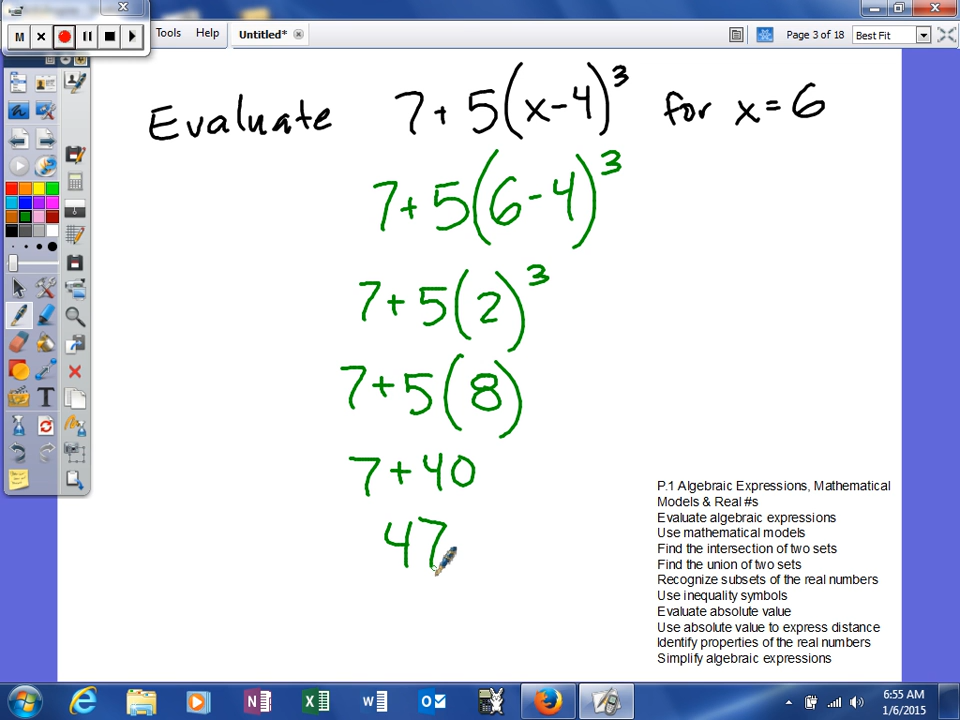 M
Tools Help Untitled* Page 3 of 18 Best Fit
Evaluate 7+5(x-4)³ for x=6
7+5(6-4)³
7+5(2)³
7+5(8)
7+40
47
P.1 Algebraic Expressions, Mathematical
Models & Real #s
Evaluate algebraic expressions
Use mathematical models
Find the intersection of two sets
Find the union of two sets
Recognize subsets of the real numbers
Use inequality symbols
Evaluate absolute value
Use absolute value to express distance
Identify properties of the real numbers
Simplify algebraic expressions
6:55 AM
1/6/2015